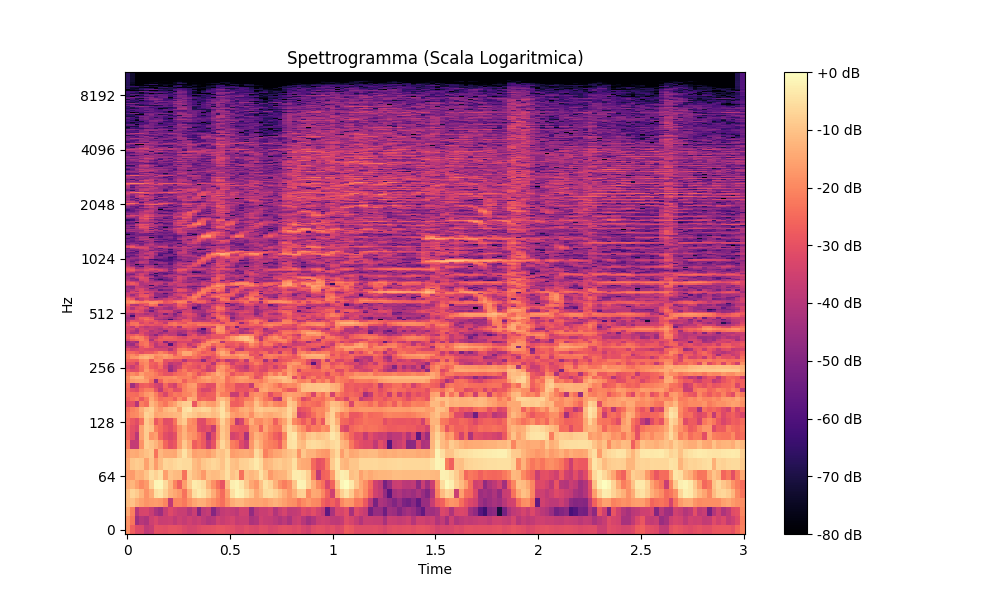 Spettrogramma (Scala Logaritmica)
Hz
8192
4096
2048
1024
512
256
128
64
0
0 0.5 1 1.5 2 2.5 3
Time
+0 dB
-10 dB
-20 dB
-30 dB
-40 dB
-50 dB
-60 dB
-70 dB
-80 dB